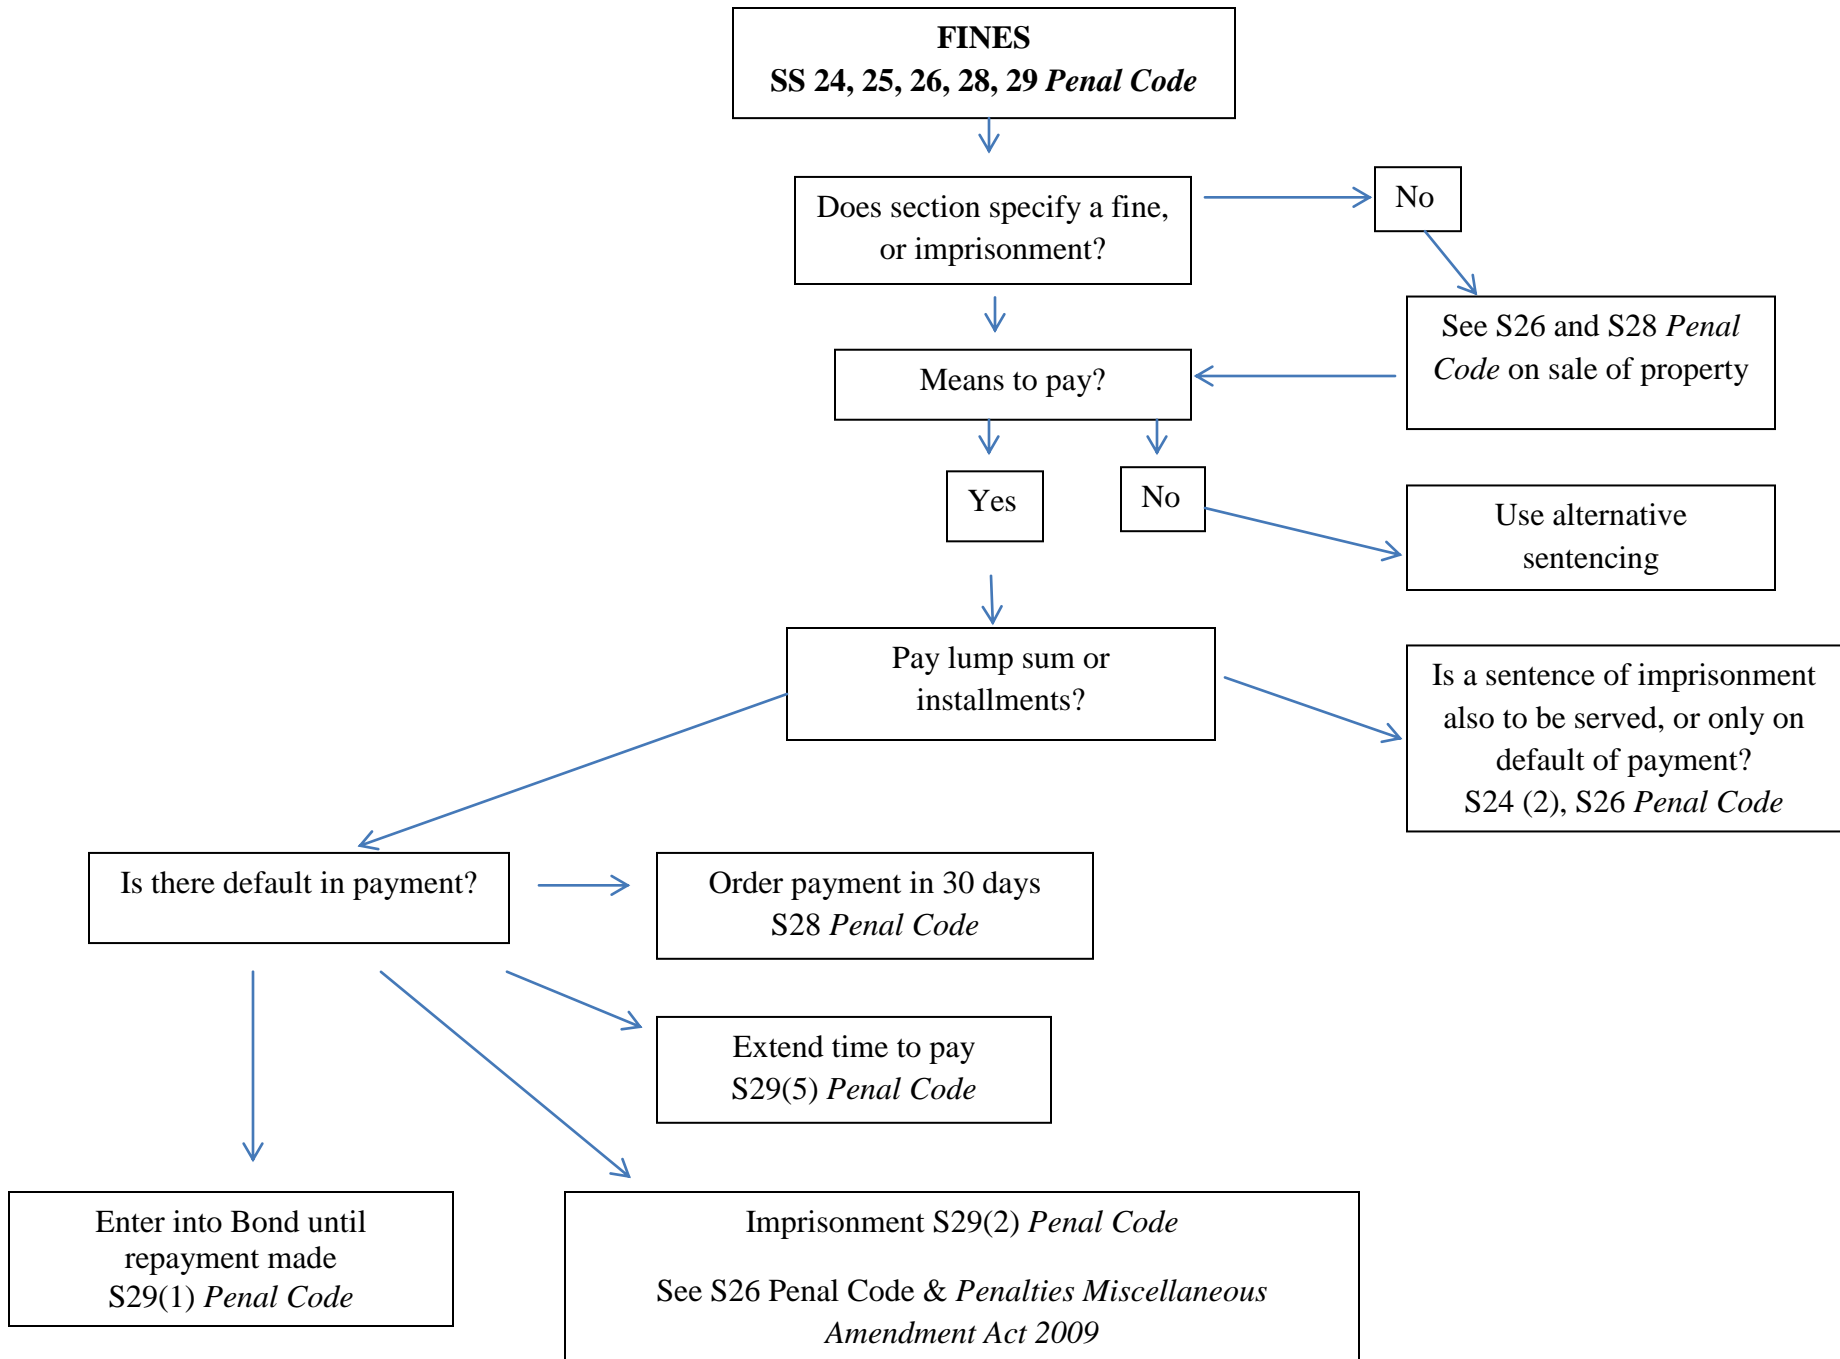 FINES
SS 24, 25, 26, 28, 29 Penal Code
Does section specify a fine,
or imprisonment?
No
See S26 and S28 Penal
Code on sale of property
Means to pay?
Yes
No
Use alternative
sentencing
Pay lump sum or
installments?
Is a sentence of imprisonment
also to be served, or only on
default of payment?
S24 (2), S26 Penal Code
Is there default in payment?
Order payment in 30 days
S28 Penal Code
Extend time to pay
S29(5) Penal Code
Enter into Bond until
repayment made
S29(1) Penal Code
Imprisonment S29(2) Penal Code
See S26 Penal Code & Penalties Miscellaneous
Amendment Act 2009